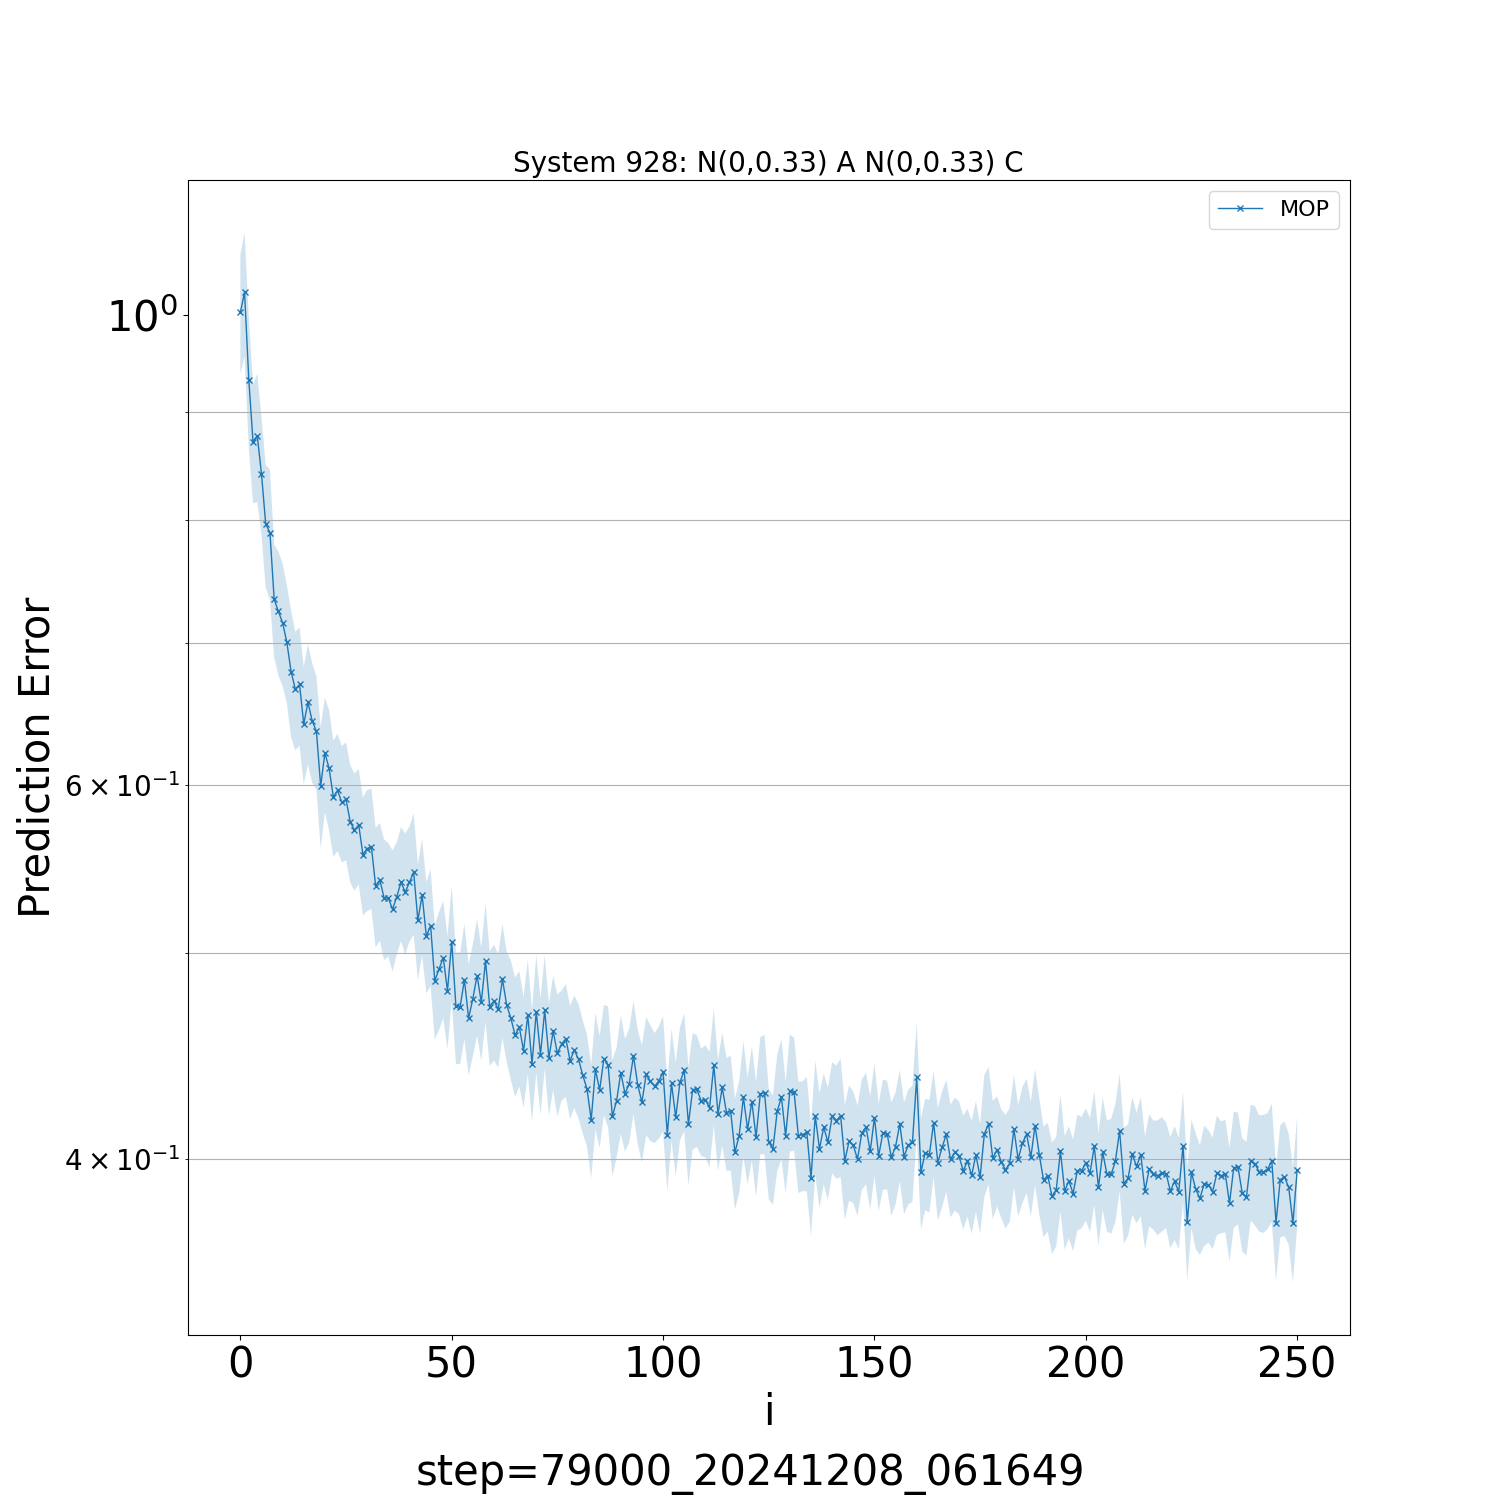 System 928: N(0,0.33) A N(0,0.33) C
MOP
10⁰
6 × 10⁻¹
4 × 10⁻¹
Prediction Error
0 50 100 150 200 250
i
step=79000_20241208_061649